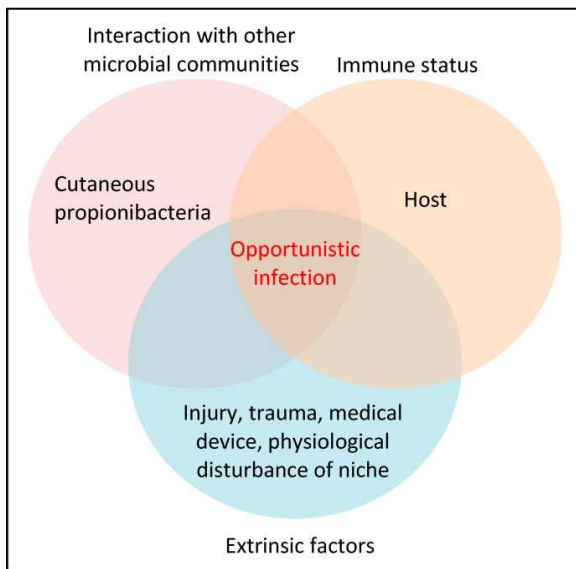 Interaction with other
microbial communities
Immune status
Cutaneous
propionibacteria
Host
Opportunistic
infection
Injury, trauma, medical
device, physiological
disturbance of niche
Extrinsic factors